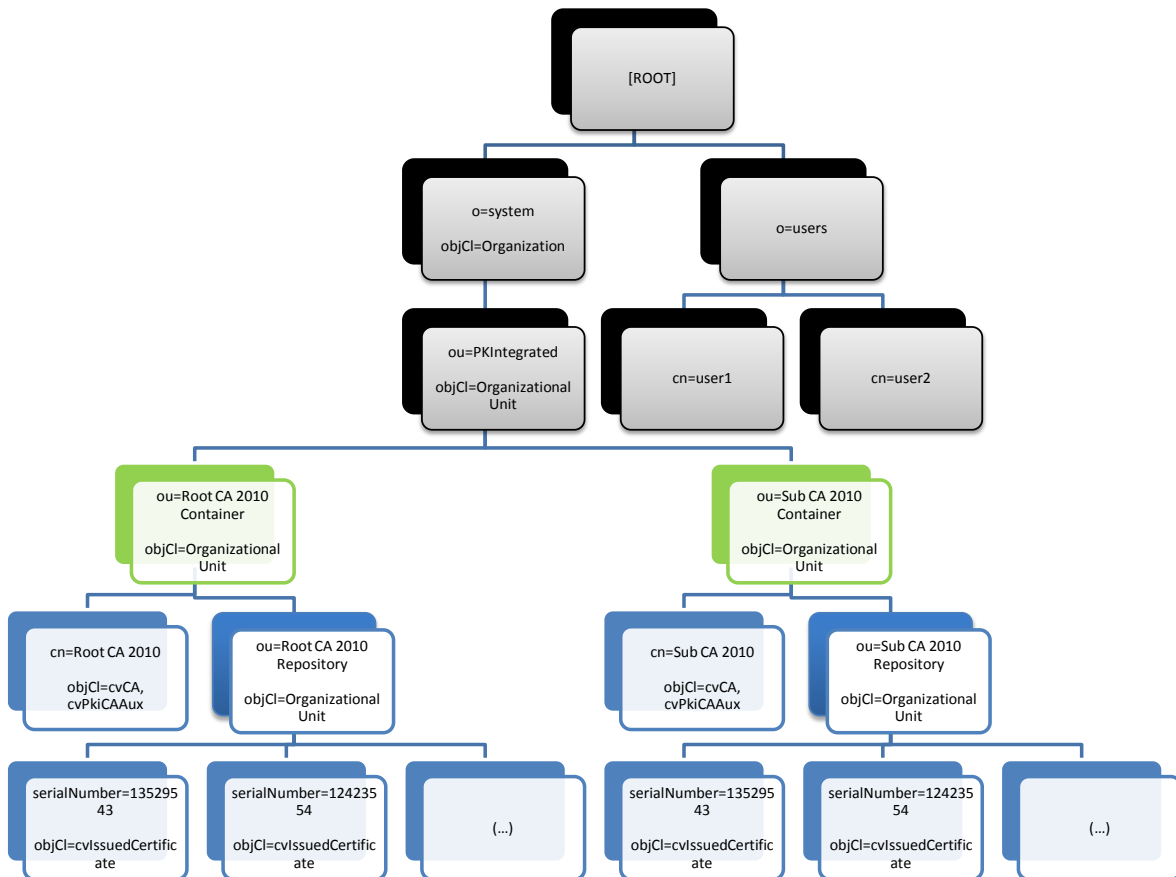 [ROOT]
o=system
objCl=Organization
o=users
ou=PKIntegrated
objCl=Organizational
Unit
cn=user1
cn=user2
ou=Root CA 2010
Container
objCl=Organizational
Unit
ou=Sub CA 2010
Container
objCl=Organizational
Unit
cn=Root CA 2010
objCl=cvCA,
cvPkiCAAux
ou=Root CA 2010
Repository
objCl=Organizational
Unit
cn=Sub CA 2010
objCl=cvCA,
cvPkiCAAux
ou=Sub CA 2010
Repository
objCl=Organizational
Unit
serialNumber=135295
43
objCl=cvIssuedCertific
ate
serialNumber=124235
54
objCl=cvIssuedCertific
ate
(...)
serialNumber=135295
43
objCl=cvIssuedCertific
ate
serialNumber=124235
54
objCl=cvIssuedCertific
ate
(...)